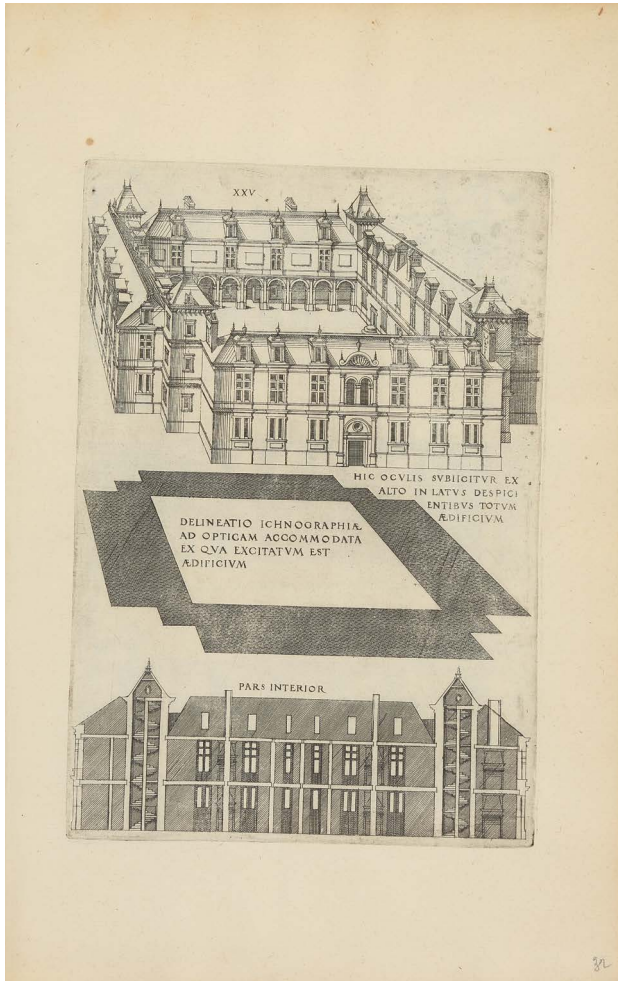 XXV
HIC OCVLIS SVBIICITVR EX
ALTO IN LATVS DESPICI
ENTIBVS TOTVM
ÆDIFICIVM
DELINEATIO ICHNOGRAPHIÆ
AD OPTICAM ACCOMMODATA
EX QVA EXCITATVM EST
ÆDIFICIVM
PARS INTERIOR
32